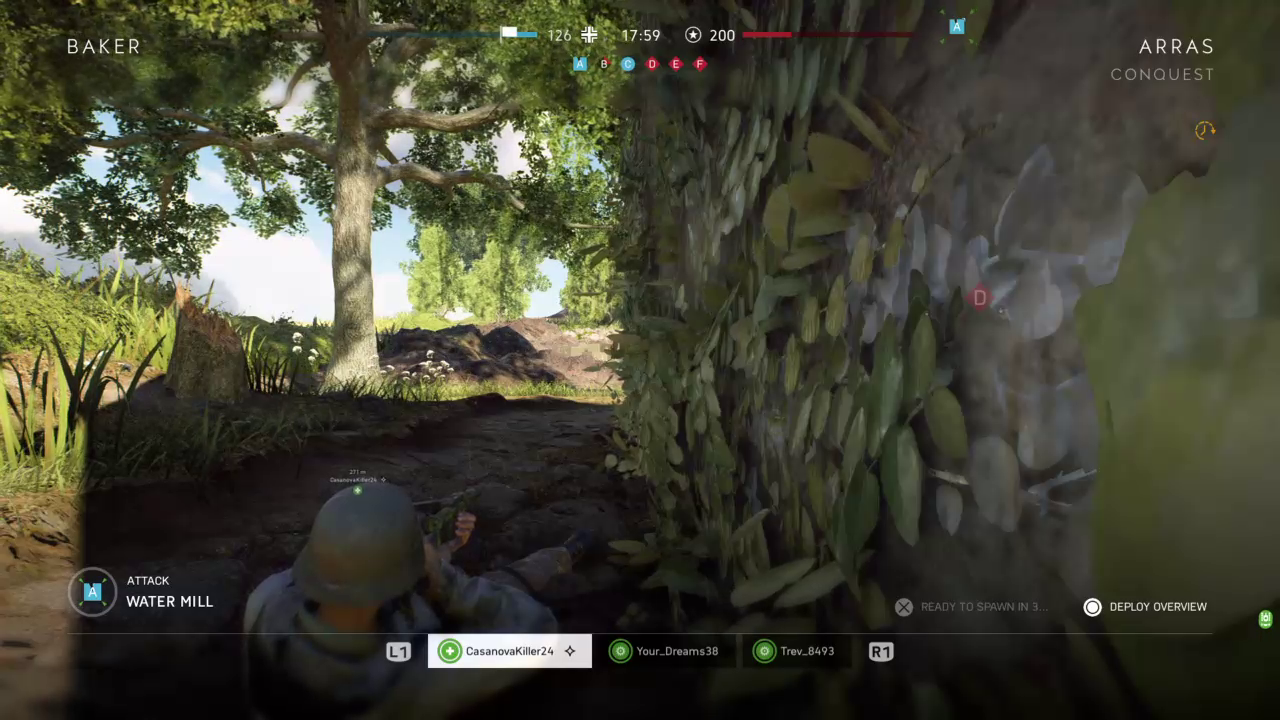 BAKER
126 17:59 200
A
A B C D E F
ARRAS
CONQUEST
D
271 m
CasanovaKiller24
A
ATTACK
WATER MILL
READY TO SPAWN IN 3...
DEPLOY OVERVIEW
L1 CasanovaKiller24 Your_Dreams38 Trev_8493 R1